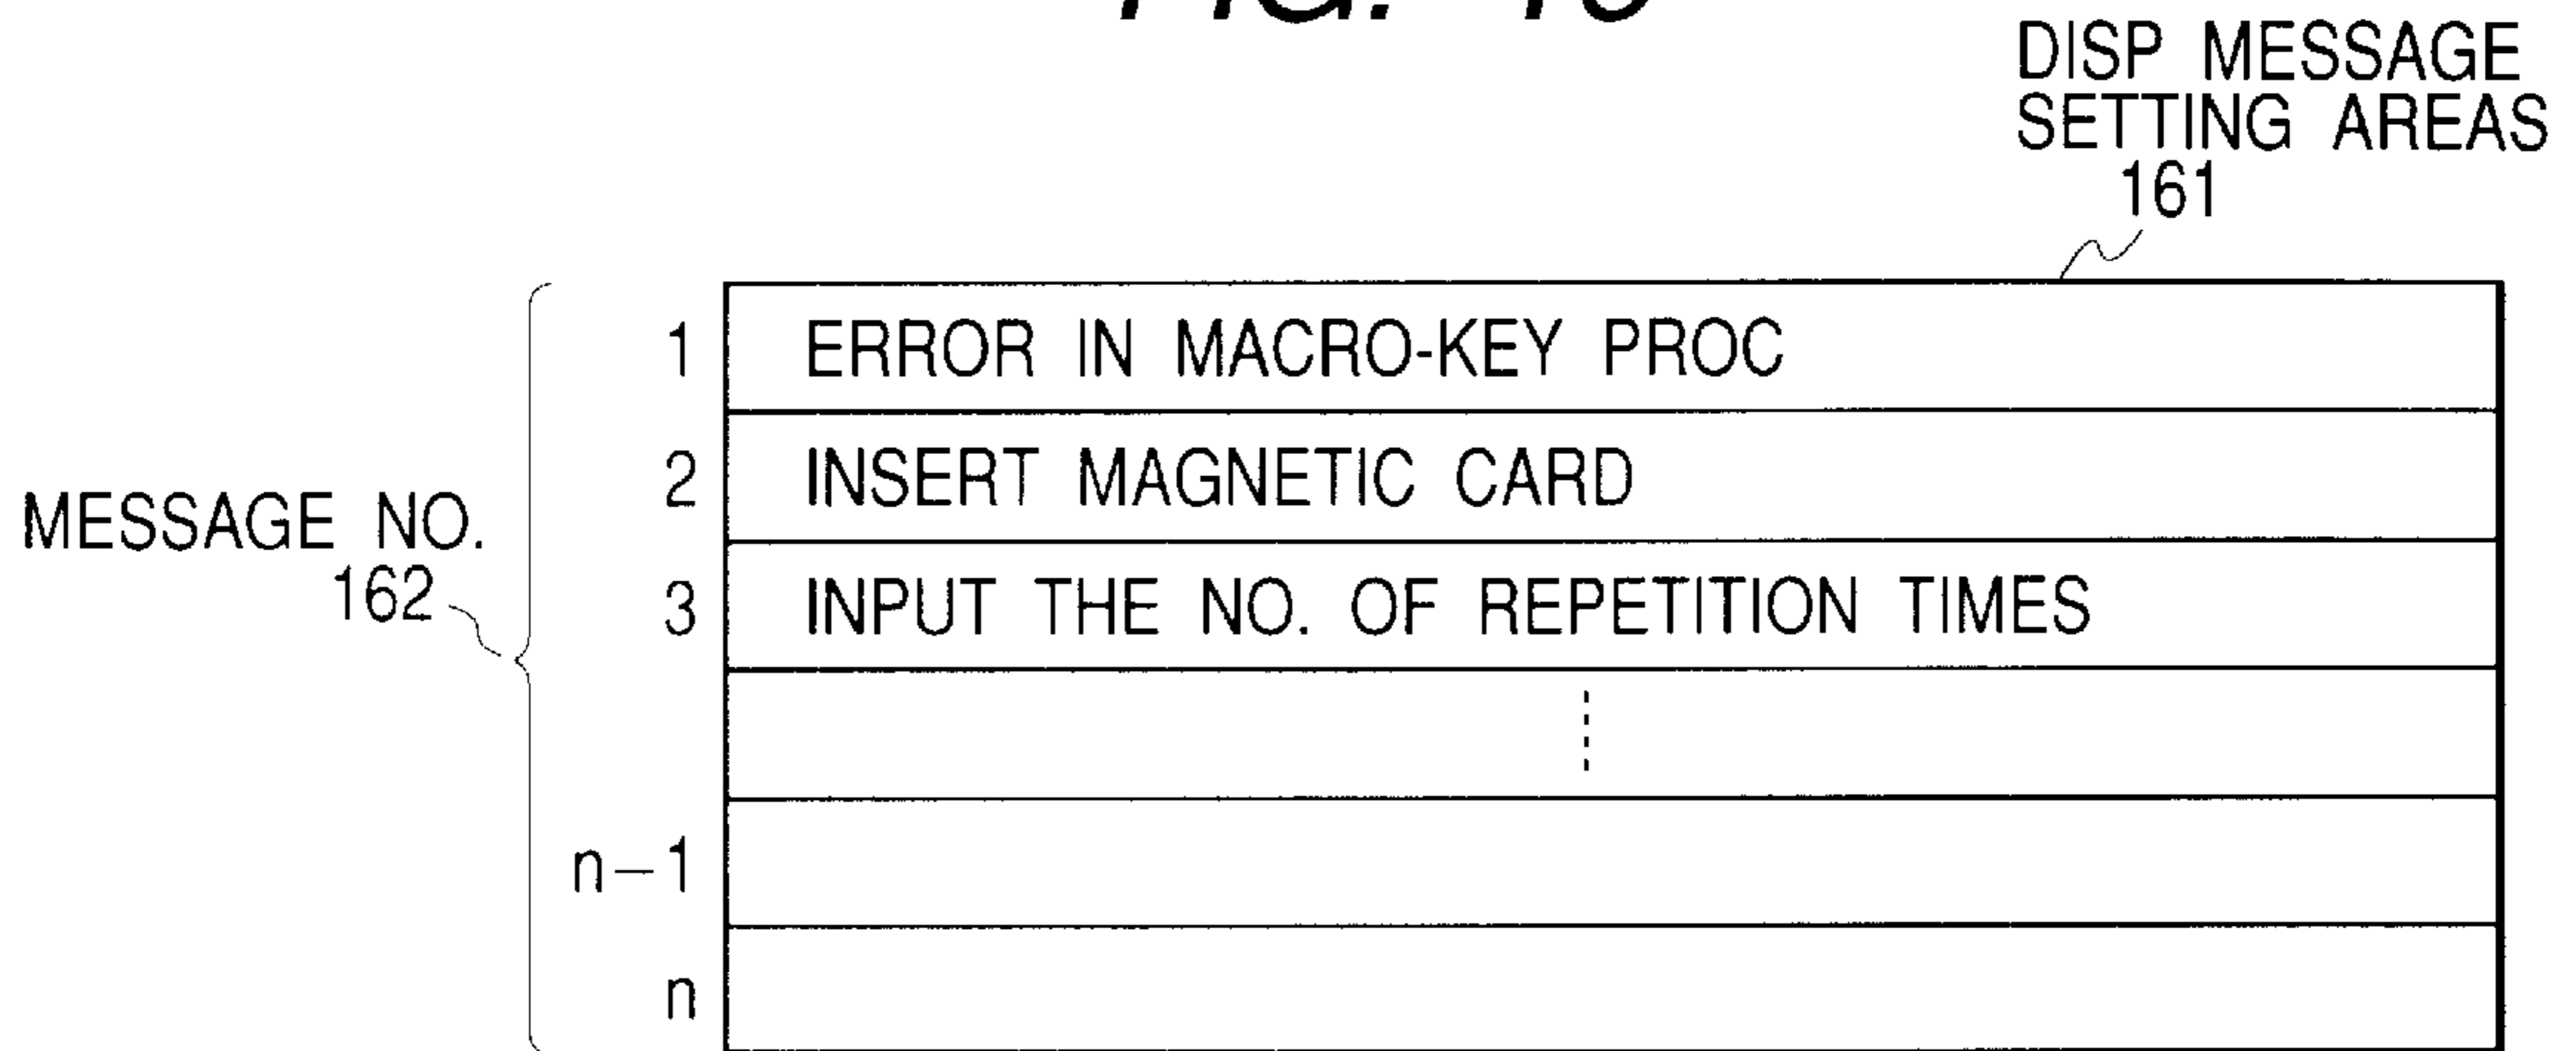 FIG.
DISP MESSAGE
SETTING AREAS
161
1 ERROR IN MACRO-KEY PROC
2 INSERT MAGNETIC CARD
MESSAGE NO.
162
3 INPUT THE NO. OF REPETITION TIMES
n-1
n